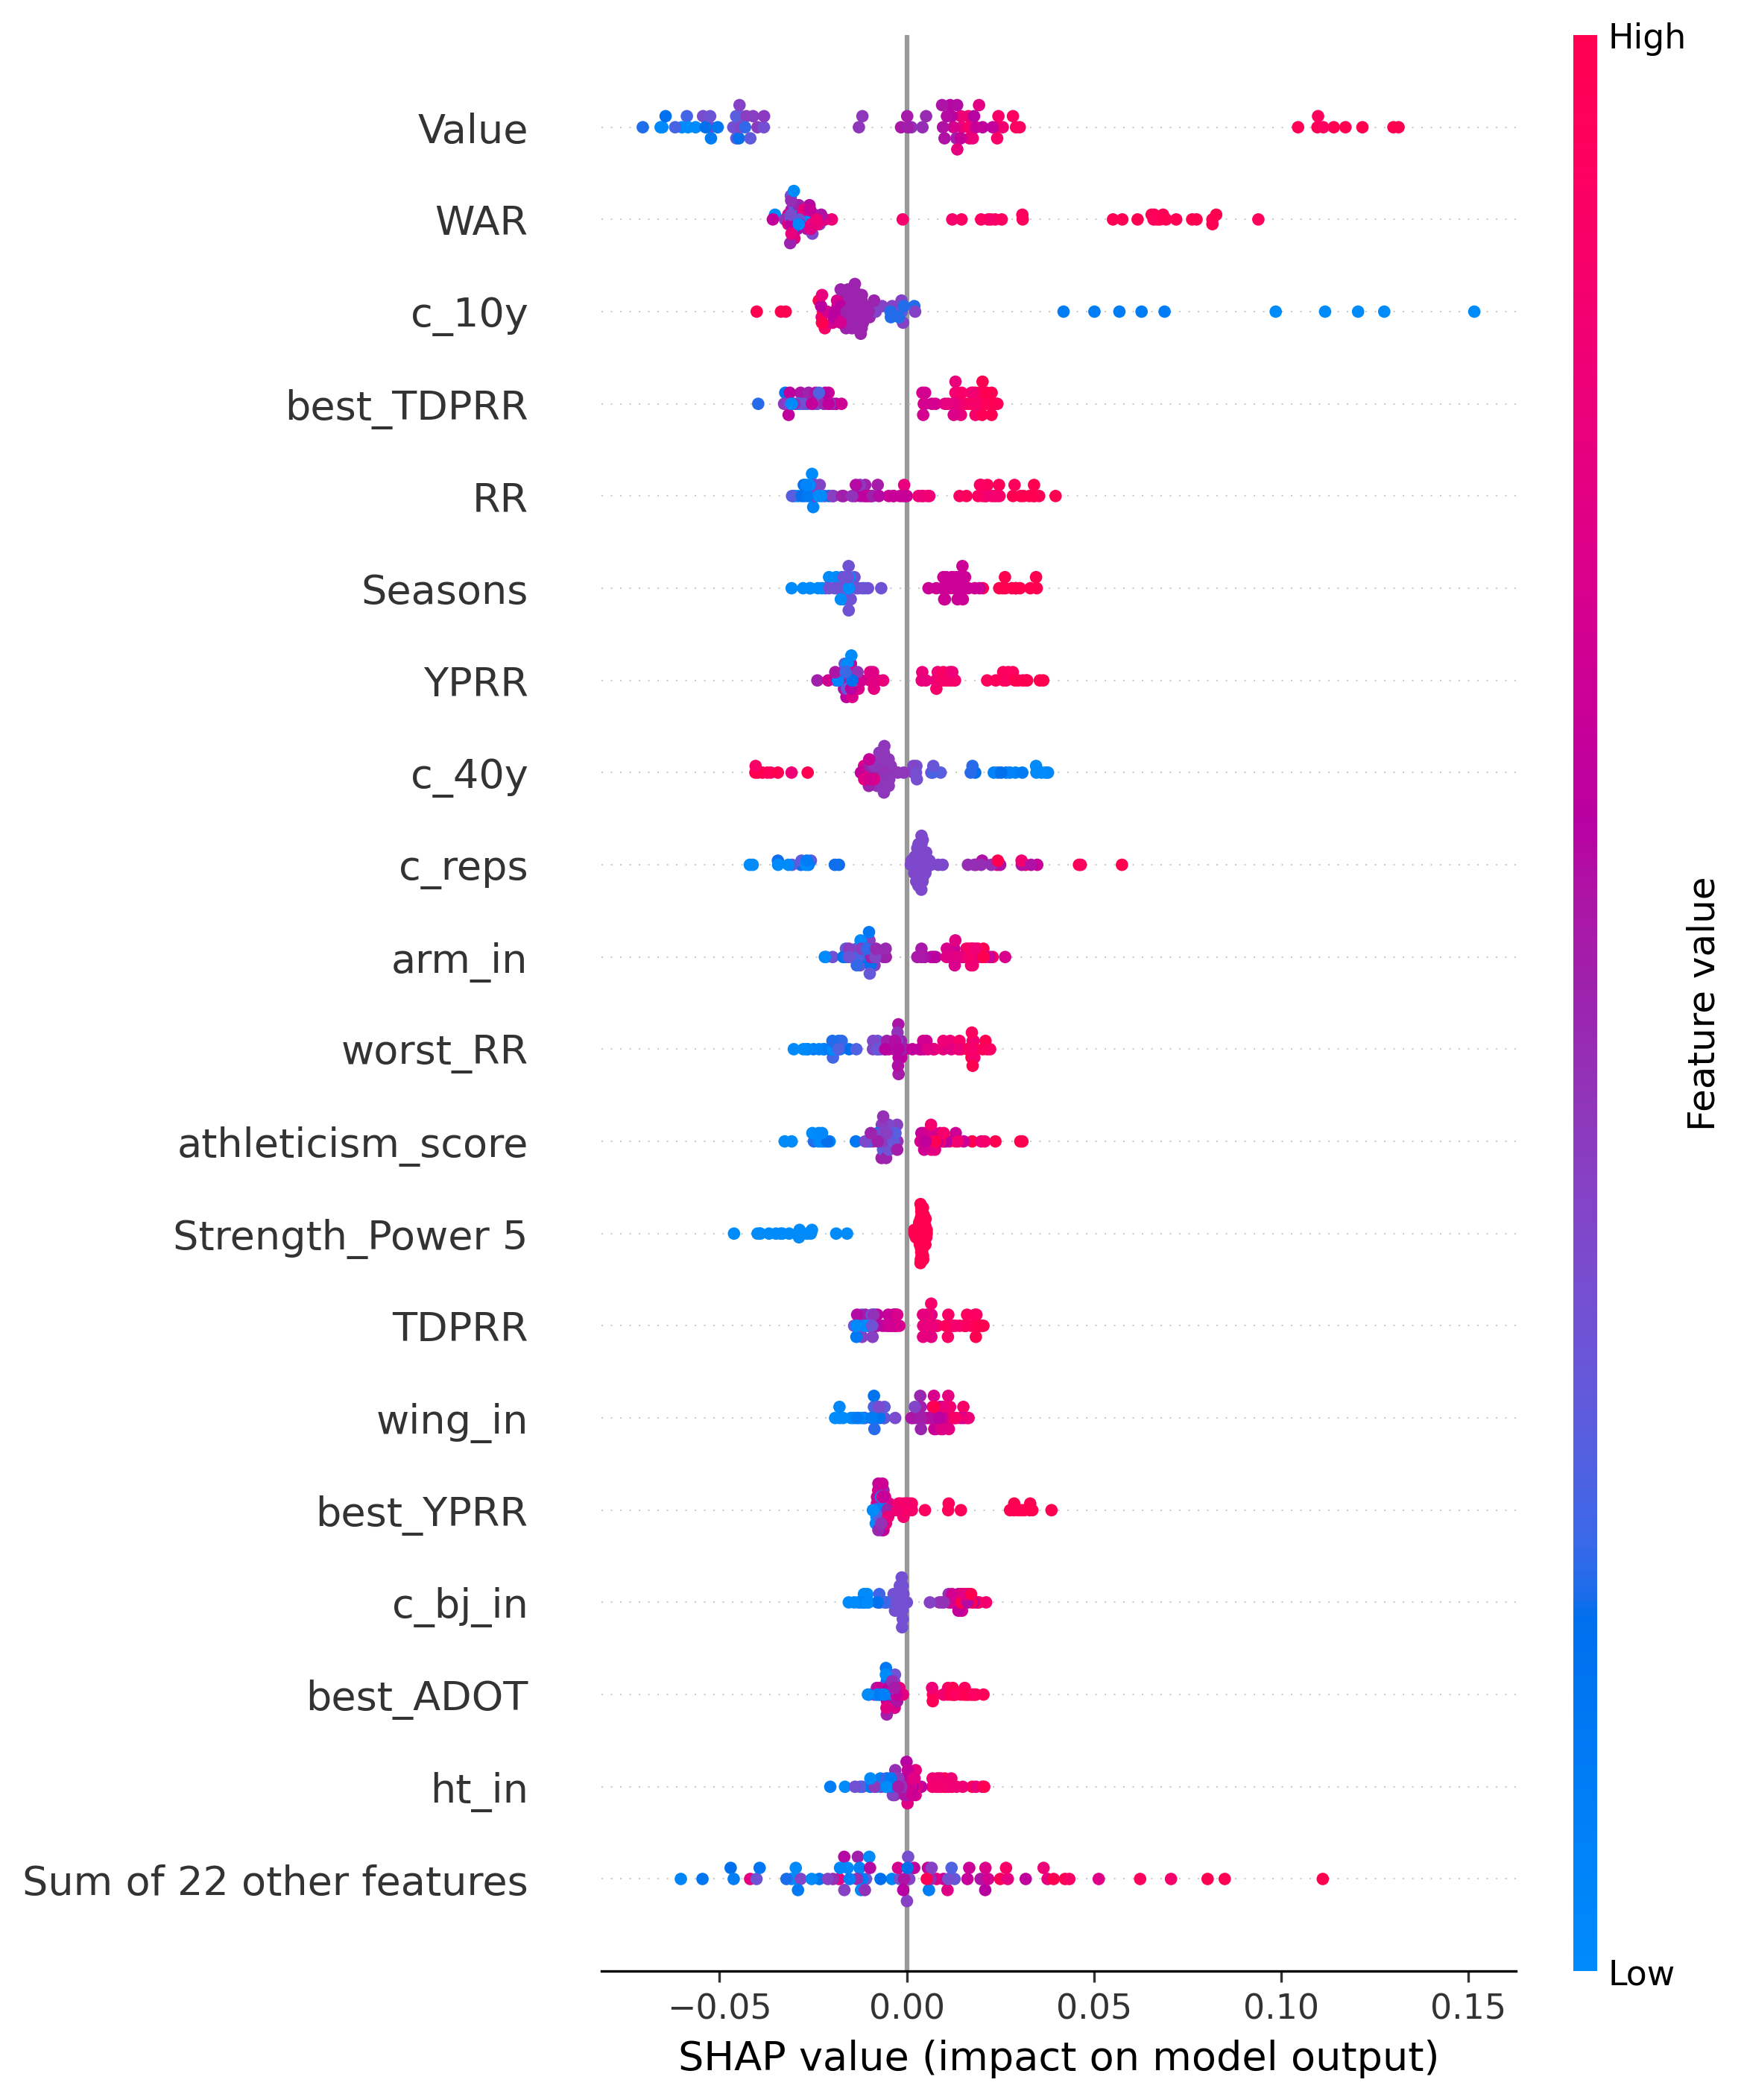 High
Value
WAR
c_10y
best_TDPRR
RR
Seasons
YPRR
c_40y
c_reps
arm_in
worst_RR
athleticism_score
Strength_Power 5
TDPRR
wing_in
best_YPRR
c_bj_in
best_ADOT
ht_in
Sum of 22 other features
Feature value
Low
−0.05 0.00 0.05 0.10 0.15
SHAP value (impact on model output)